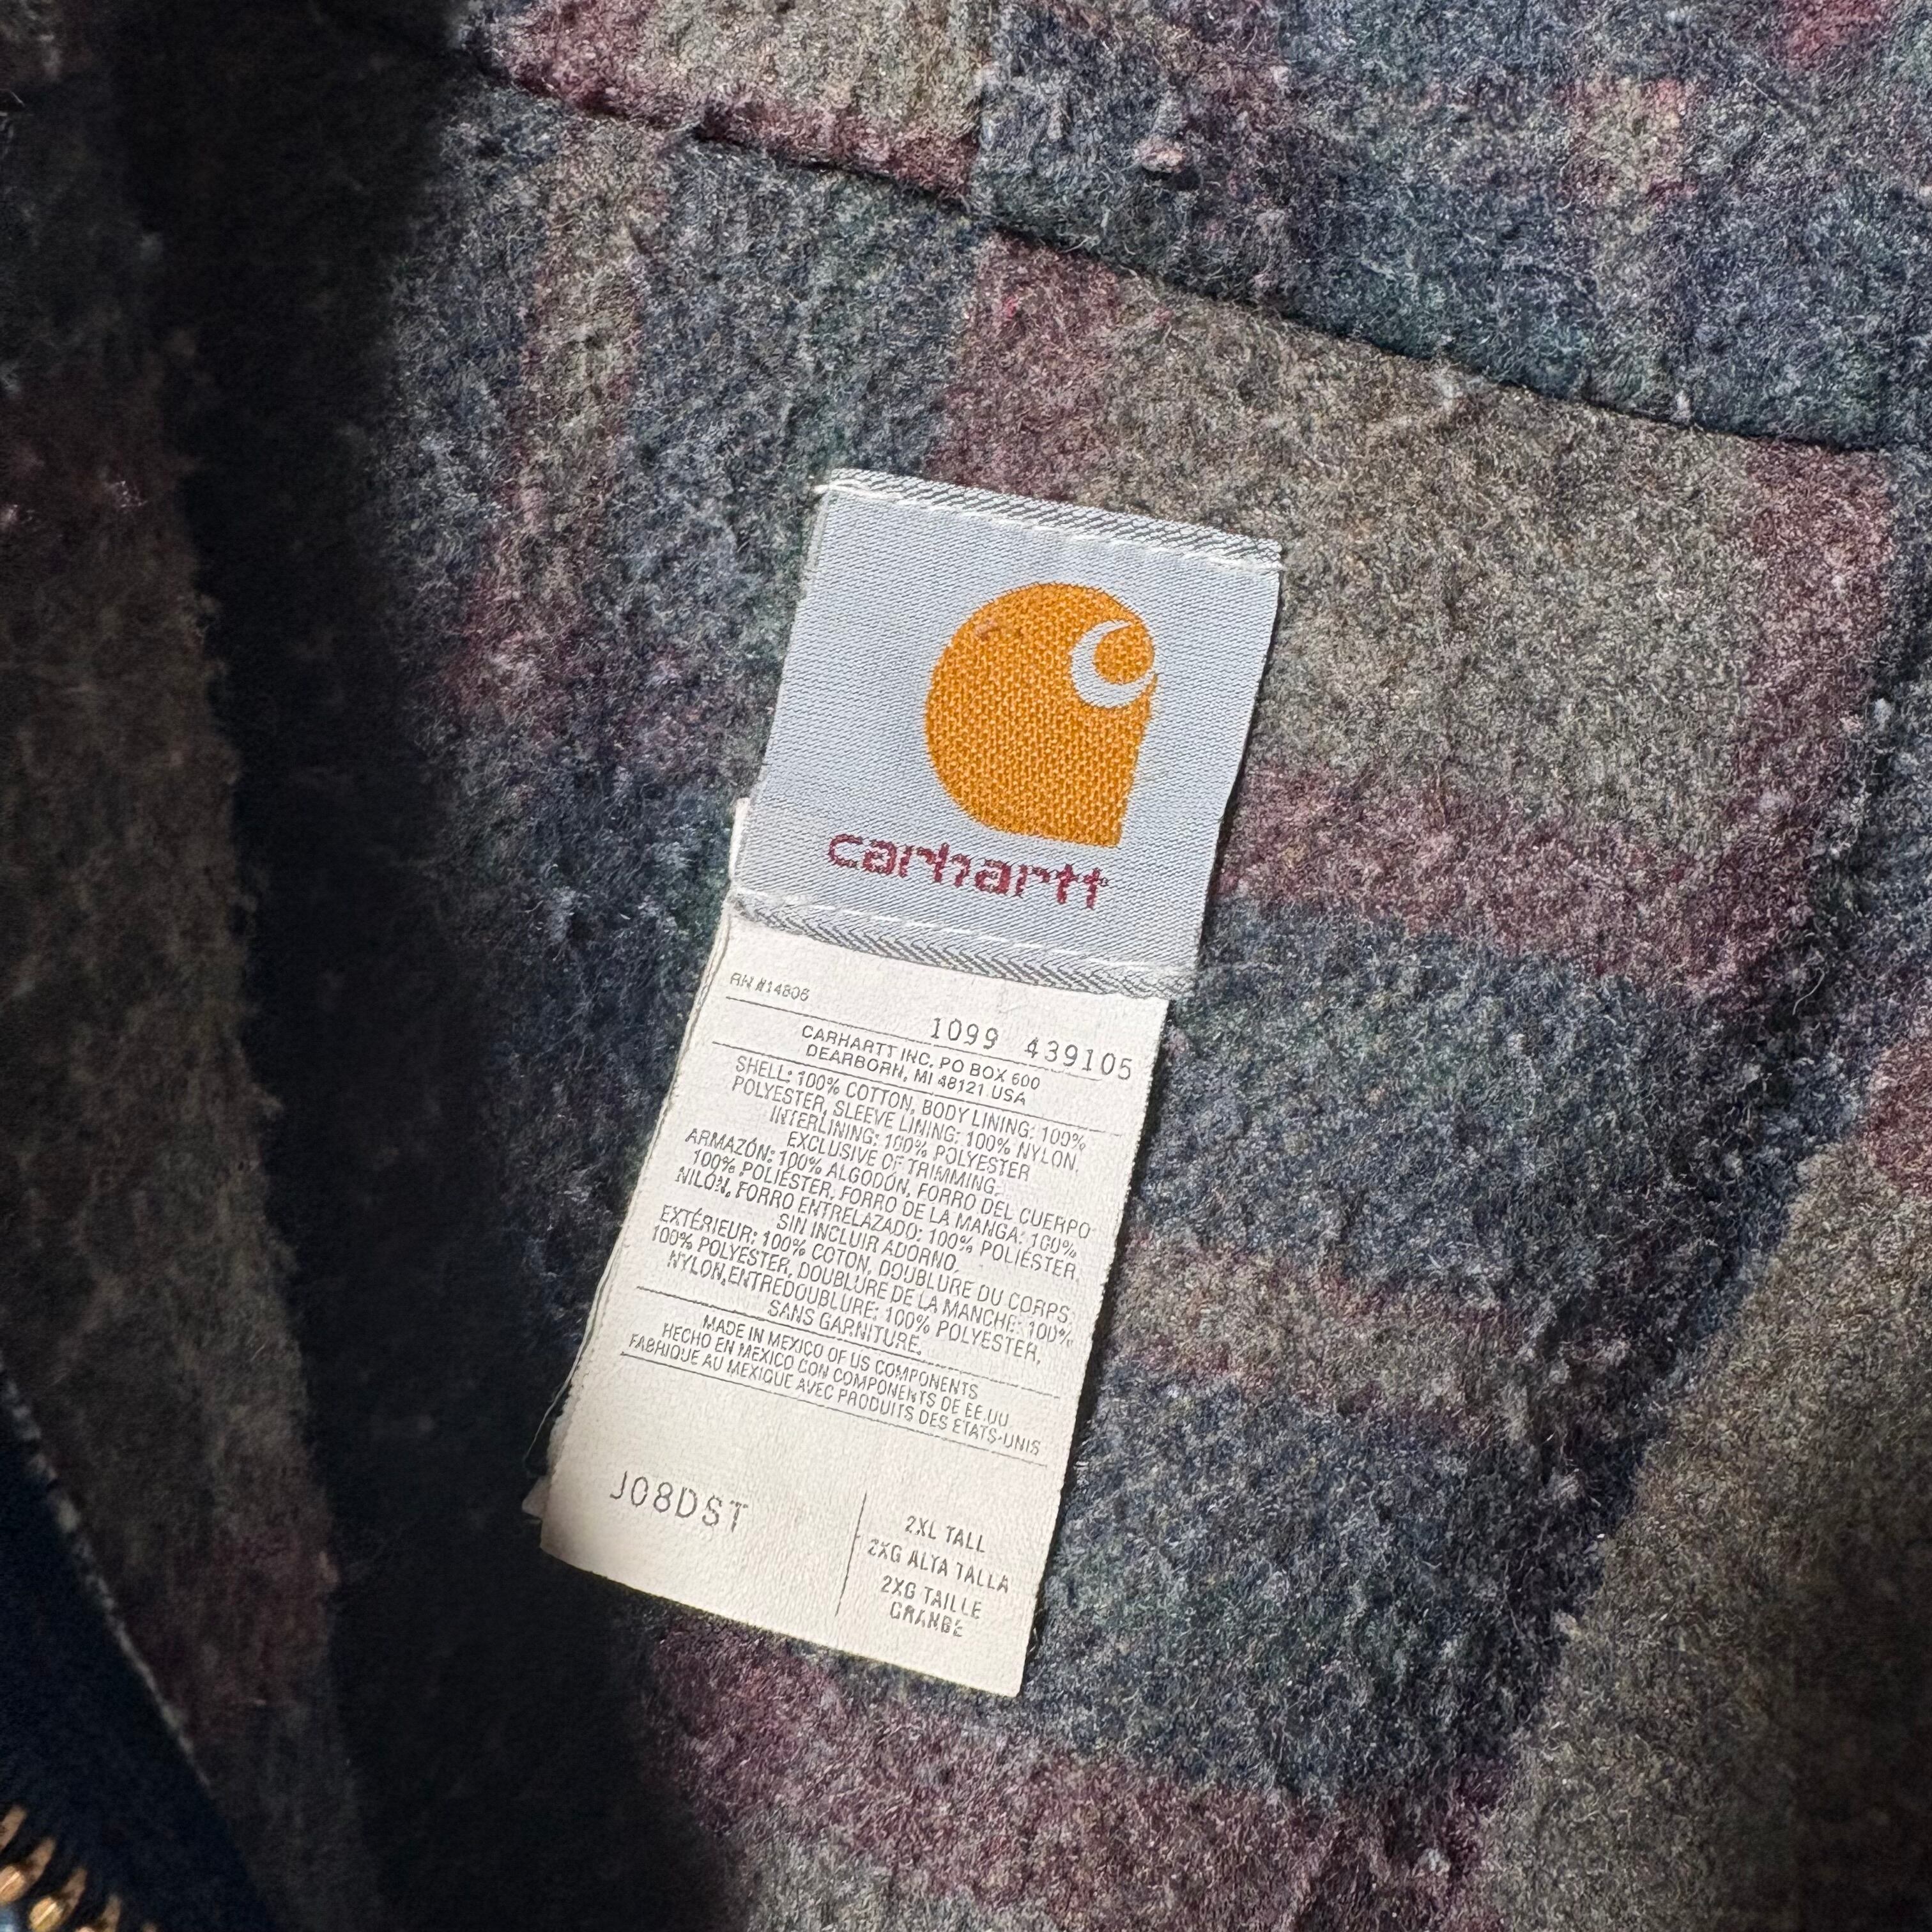 carhartt
RN #14806
1099 439105
CARHARTT INC, PO BOX 600
DEARBORN, MI 48121 USA
SHELL: 100% COTTON, BODY LINING: 100%
POLYESTER, SLEEVE LINING: 100% NYLON,
INTERLINING: 100% POLYESTER
EXCLUSIVE OF TRIMMING.
ARMAZÓN: 100% ALGODÓN, FORRO DEL CUERPO:
100% POLIÉSTER, FORRO DE LA MANGA: 100%
NILÓN, FORRO ENTRELAZADO: 100% POLIÉSTER,
SIN INCLUIR ADORNO.
EXTÉRIEUR: 100% COTON, DOUBLURE DU CORPS:
100% POLYESTER, DOUBLURE DE LA MANCHE: 100%
NYLON, ENTREDOUBLURE: 100% POLYESTER,
SANS GARNITURE.
MADE IN MEXICO OF US COMPONENTS
HECHO EN MEXICO CON COMPONENTS DE EE.UU
FABRIQUE AU MEXIQUE AVEC PRODUITS DES ETATS-UNIS
J08DST
2XL TALL
2XG ALTA TALLA
2XG TAILLE
GRANDE